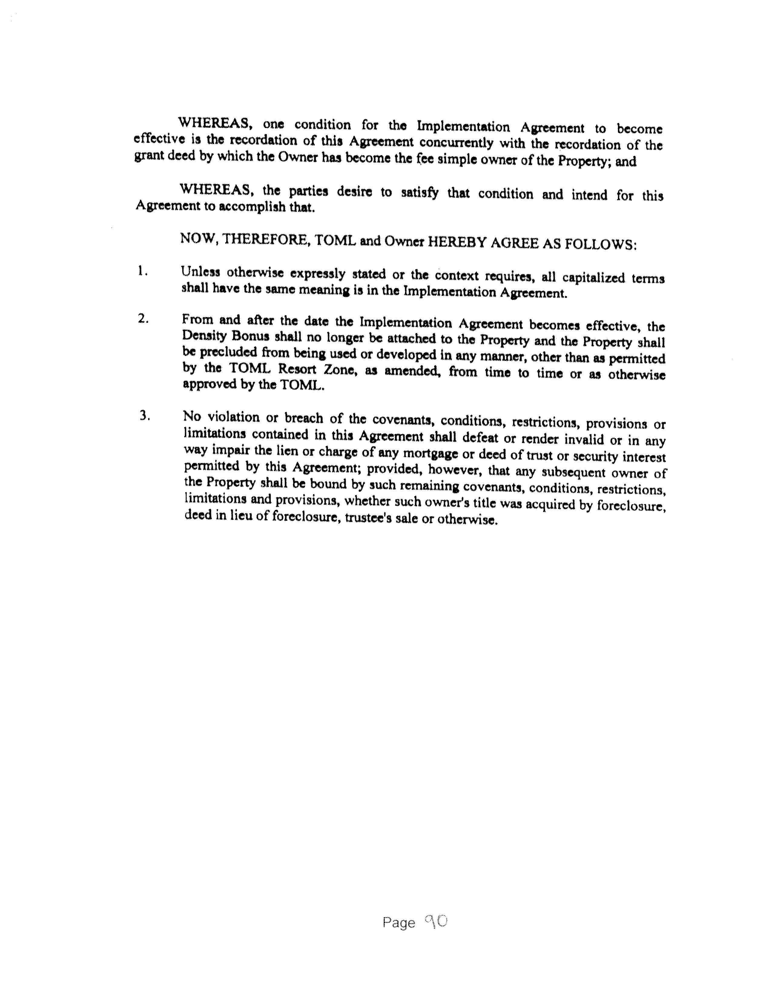 WHEREAS, one condition for the Implementation Agreement to become
effective is the recordation of this Agreement concurrently with the recordation of the
grant deed by which the Owner has become the fee simple owner of the Property; and
WHEREAS, the parties desire to satisfy that condition and intend for this
Agreement to accomplish that.
NOW, THEREFORE, TOML and Owner HEREBY AGREE AS FOLLOWS:
1. Unless otherwise expressly stated or the context requires, all capitalized terms
shall have the same meaning is in the Implementation Agreement.
2. From and after the date the Implementation Agreement becomes effective, the
Density Bonus shall no longer be attached to the Property and the Property shall
be precluded from being used or developed in any manner, other than as permitted
by the TOML Resort Zone, as amended, from time to time or as otherwise
approved by the TOML.
3. No violation or breach of the covenants, conditions, restrictions, provisions or
limitations contained in this Agreement shall defeat or render invalid or in any
way impair the lien or charge of any mortgage or deed of trust or security interest
permitted by this Agreement; provided, however, that any subsequent owner of
the Property shall be bound by such remaining covenants, conditions, restrictions,
limitations and provisions, whether such owner's title was acquired by foreclosure,
deed in lieu of foreclosure, trustee's sale or otherwise.
Page 90